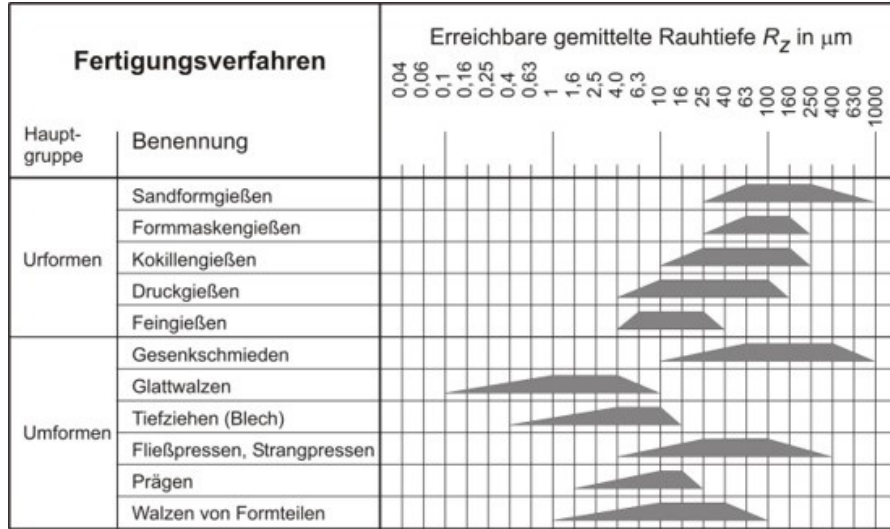 Fertigungsverfahren
Erreichbare gemittelte Rauhtiefe Rz in µm
0,04
0,06
0,1
0,16
0,25
0,4
0,63
1
1,6
2,5
4,0
6,3
10
16
25
40
63
100
160
250
400
630
1000
Haupt-
gruppe
Benennung
Urformen
Sandformgießen
Formmaskengießen
Kokillengießen
Druckgießen
Feingießen
Umformen
Gesenkschmieden
Glattwalzen
Tiefziehen (Blech)
Fließpressen, Strangpressen
Prägen
Walzen von Formteilen